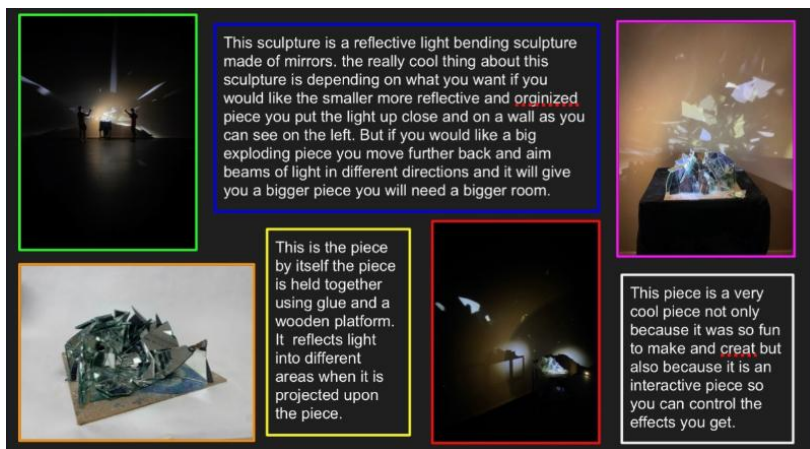 This sculpture is a reflective light bending sculpture
made of mirrors. the really cool thing about this
sculpture is depending on what you want if you
would like the smaller more reflective and orginized
piece you put the light up close and on a wall as you
can see on the left. But if you would like a big
exploding piece you move further back and aim
beams of light in different directions and it will give
you a bigger piece you will need a bigger room.
This is the piece
by itself the piece
is held together
using glue and a
wooden platform.
It reflects light
into different
areas when it is
projected upon
the piece.
This piece is a very
cool piece not only
because it was so fun
to make and creat but
also because it is an
interactive piece so
you can control the
effects you get.